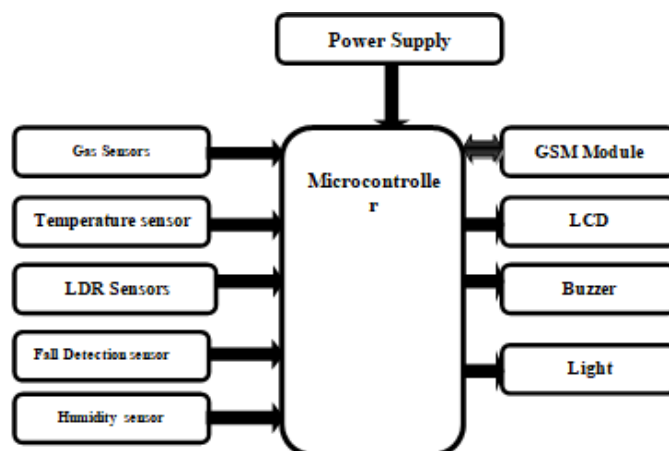 Power Supply
Gas Sensors
Temperature sensor
LDR Sensors
Fall Detection sensor
Humidity sensor
Microcontrolle
r
GSM Module
LCD
Buzzer
Light